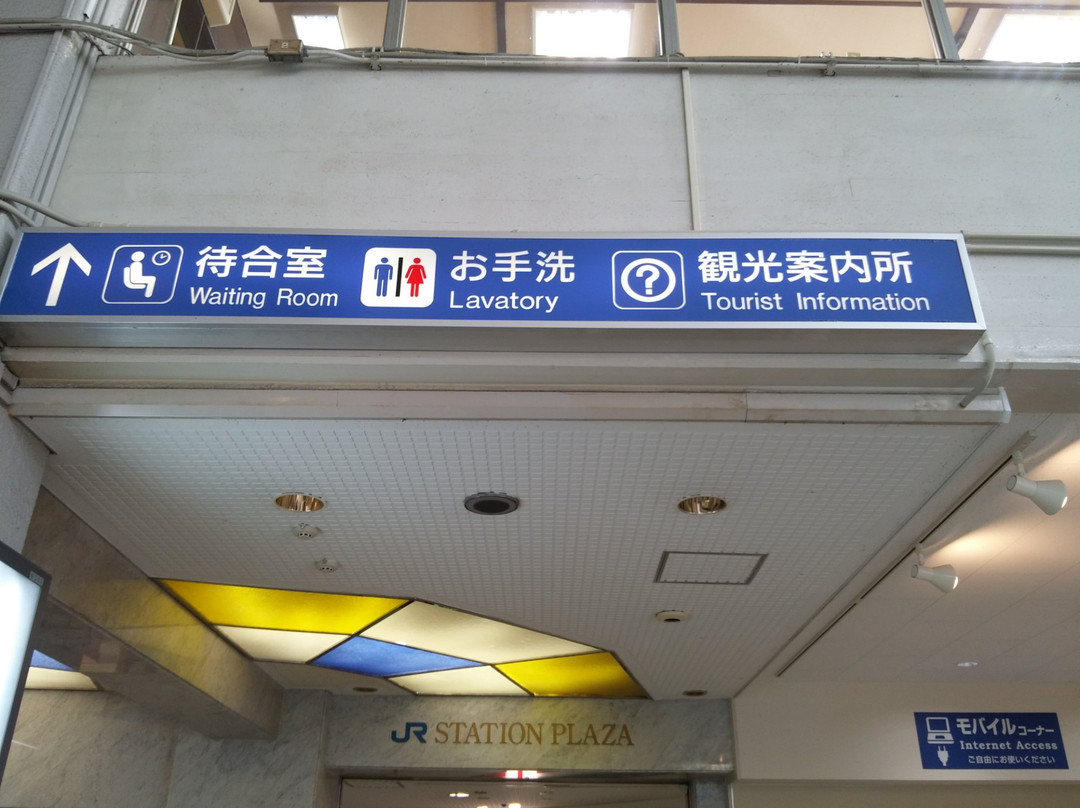 待合室
Waiting Room
お手洗
Lavatory
観光案内所
Tourist Information
JR STATION PLAZA
モバイルコーナー
Internet Access
ご自由にお使いください